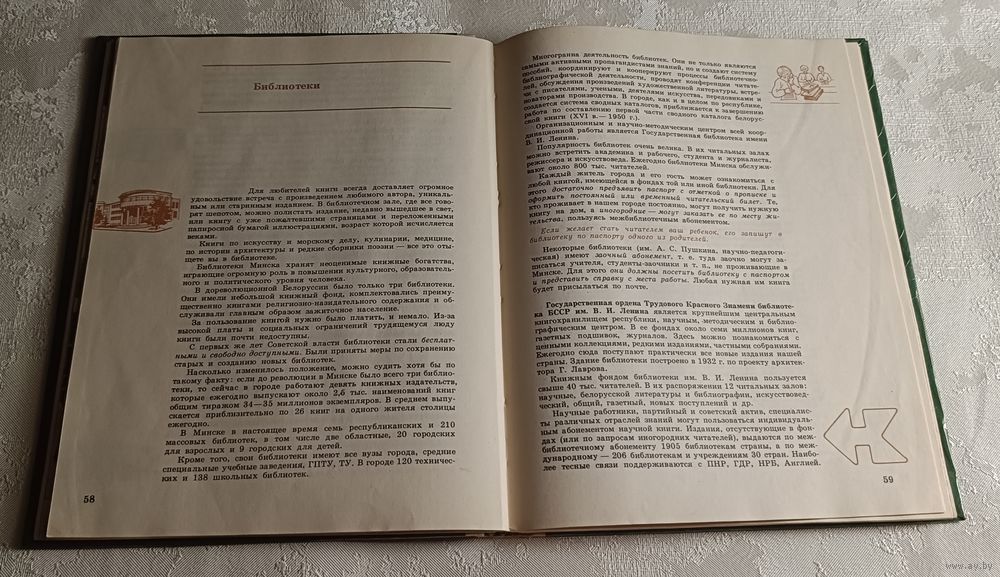 Библиотеки
Для любителей книги всегда доставляет огромное
удовольствие встреча с произведением любимого автора, уникаль-
ным или старинным изданием. В библиотечном зале, где все гово-
рят шепотом, можно полистать издание, недавно вышедшее в свет,
или книгу с уже пожелтевшими страницами и переложенными
папиросной бумагой иллюстрациями, возраст которой исчисляется
веками.
Книги по искусству и морскому делу, кулинарии, медицине,
по истории архитектуры и редкие сборники поэзии — все это оты-
щете вы в библиотеке.
Библиотеки Минска хранят неоценимые книжные богатства,
играющие огромную роль в повышении культурного, образователь-
ного и политического уровня человека.
В дореволюционной Белоруссии было только три библиотеки.
Они имели небольшой книжный фонд, комплектовались преиму-
щественно книгами религиозно-назидательного содержания и об-
служивали главным образом зажиточное население.
За пользование книгой нужно было платить, и немало. Из-за
высокой платы и социальных ограничений трудящемуся люду
книги были почти недоступны.
С первых же лет Советской власти библиотеки стали бесплат-
ными и свободно доступными. Были приняты меры по сохранению
старых и созданию новых библиотек.
Насколько изменилось положение, можно судить хотя бы по
такому факту: если до революции в Минске было всего три библио-
теки, то сейчас в городе работают девять книжных издательств,
которые ежегодно выпускают около 2,6 тыс. наименований книг
общим тиражом 34—35 миллионов экземпляров. В среднем выпу-
скается приблизительно по 26 книг на одного жителя столицы
ежегодно.
В Минске в настоящее время семь республиканских и 210
массовых библиотек, в том числе две областные, 20 городских
для взрослых и 9 городских для детей.
Кроме того, свои библиотеки имеют все вузы города, средние
специальные учебные заведения, ГПТУ, ТУ. В городе 120 техничес-
ких и 138 школьных библиотек.
58
Многогранна деятельность библиотек. Они не только являются
самыми активными пропагандистами знаний, но и создают систему
пособий, координируют и кооперируют процессы библиотечно-
библиографической деятельности, проводят конференции читате-
лей, обсуждения произведений художественной литературы, встре-
чи с писателями, учеными, деятелями искусства, передовиками и
новаторами производства. В городе, как и в целом по республике,
создается система сводных каталогов, приближается к завершению
работа по составлению первой части сводного каталога белорус-
ской книги (XVI в.— 1950 г.).
Организационным и научно-методическим центром всей коор-
динационной работы является Государственная библиотека имени
В. И. Ленина.
Популярность библиотек очень велика. В их читальных залах
можно встретить академика и рабочего, студента и журналиста,
режиссера и искусствоведа. Ежегодно библиотеки Минска обслужи-
вают около 800 тыс. читателей.
Каждый житель города и его гость может ознакомиться с
любой книгой, имеющейся в фондах той или иной библиотеки. Для
этого достаточно предъявить паспорт с отметкой о прописке и
оформить постоянный или временный читательский билет. Те,
кто проживает в нашем городе постоянно, могут получить нужную
книгу на дом, а иногородние — могут заказать ее по месту жи-
тельства, пользуясь межбиблиотечным абонементом.
Если желает стать читателем ваш ребенок, его запишут в
библиотеку по паспорту одного из родителей.
Некоторые библиотеки (им. А. С. Пушкина, научно-педагоги-
ческая) имеют заочный абонемент, т. е. туда заочно могут за-
писаться учителя, студенты-заочники и т. п., не проживающие в
Минске. Для этого они должны посетить библиотеку с паспортом
и представить справку с места работы. Любая нужная им книга
будет присылаться по почте.
Государственная ордена Трудового Красного Знамени библиоте-
ка БССР им. В. И. Ленина является крупнейшим центральным
книгохранилищем республики, научным, методическим и библио-
графическим центром. В ее фондах около семи миллионов книг,
газетных подшивок, журналов. Здесь можно познакомиться с
ценными коллекциями, редкими изданиями, частными собраниями.
Ежегодно сюда поступают практически все новые издания нашей
страны. Здание библиотеки построено в 1932 г. по проекту архитек-
тора Г. Лаврова.
Книжным фондом библиотеки им. В. И. Ленина пользуется
свыше 40 тыс. читателей. В их распоряжении 12 читальных залов:
научные, белорусской литературы и библиографии, искусствовед-
ческий, общий, газетный, новых поступлений и др.
Научные работники, партийный и советский актив, специалис-
ты различных отраслей знаний могут пользоваться индивидуаль-
ным абонементом научной книги. Издания, отсутствующие в фон-
дах (или по запросам иногородних читателей), выдаются по меж-
библиотечному абонементу 1905 библиотекам страны, а по меж-
дународному — 206 библиотекам и учреждениям 30 стран. Наибо-
лее тесные связи поддерживаются с ПНР, ГДР, НРБ, Англией.
59
www.ay.by